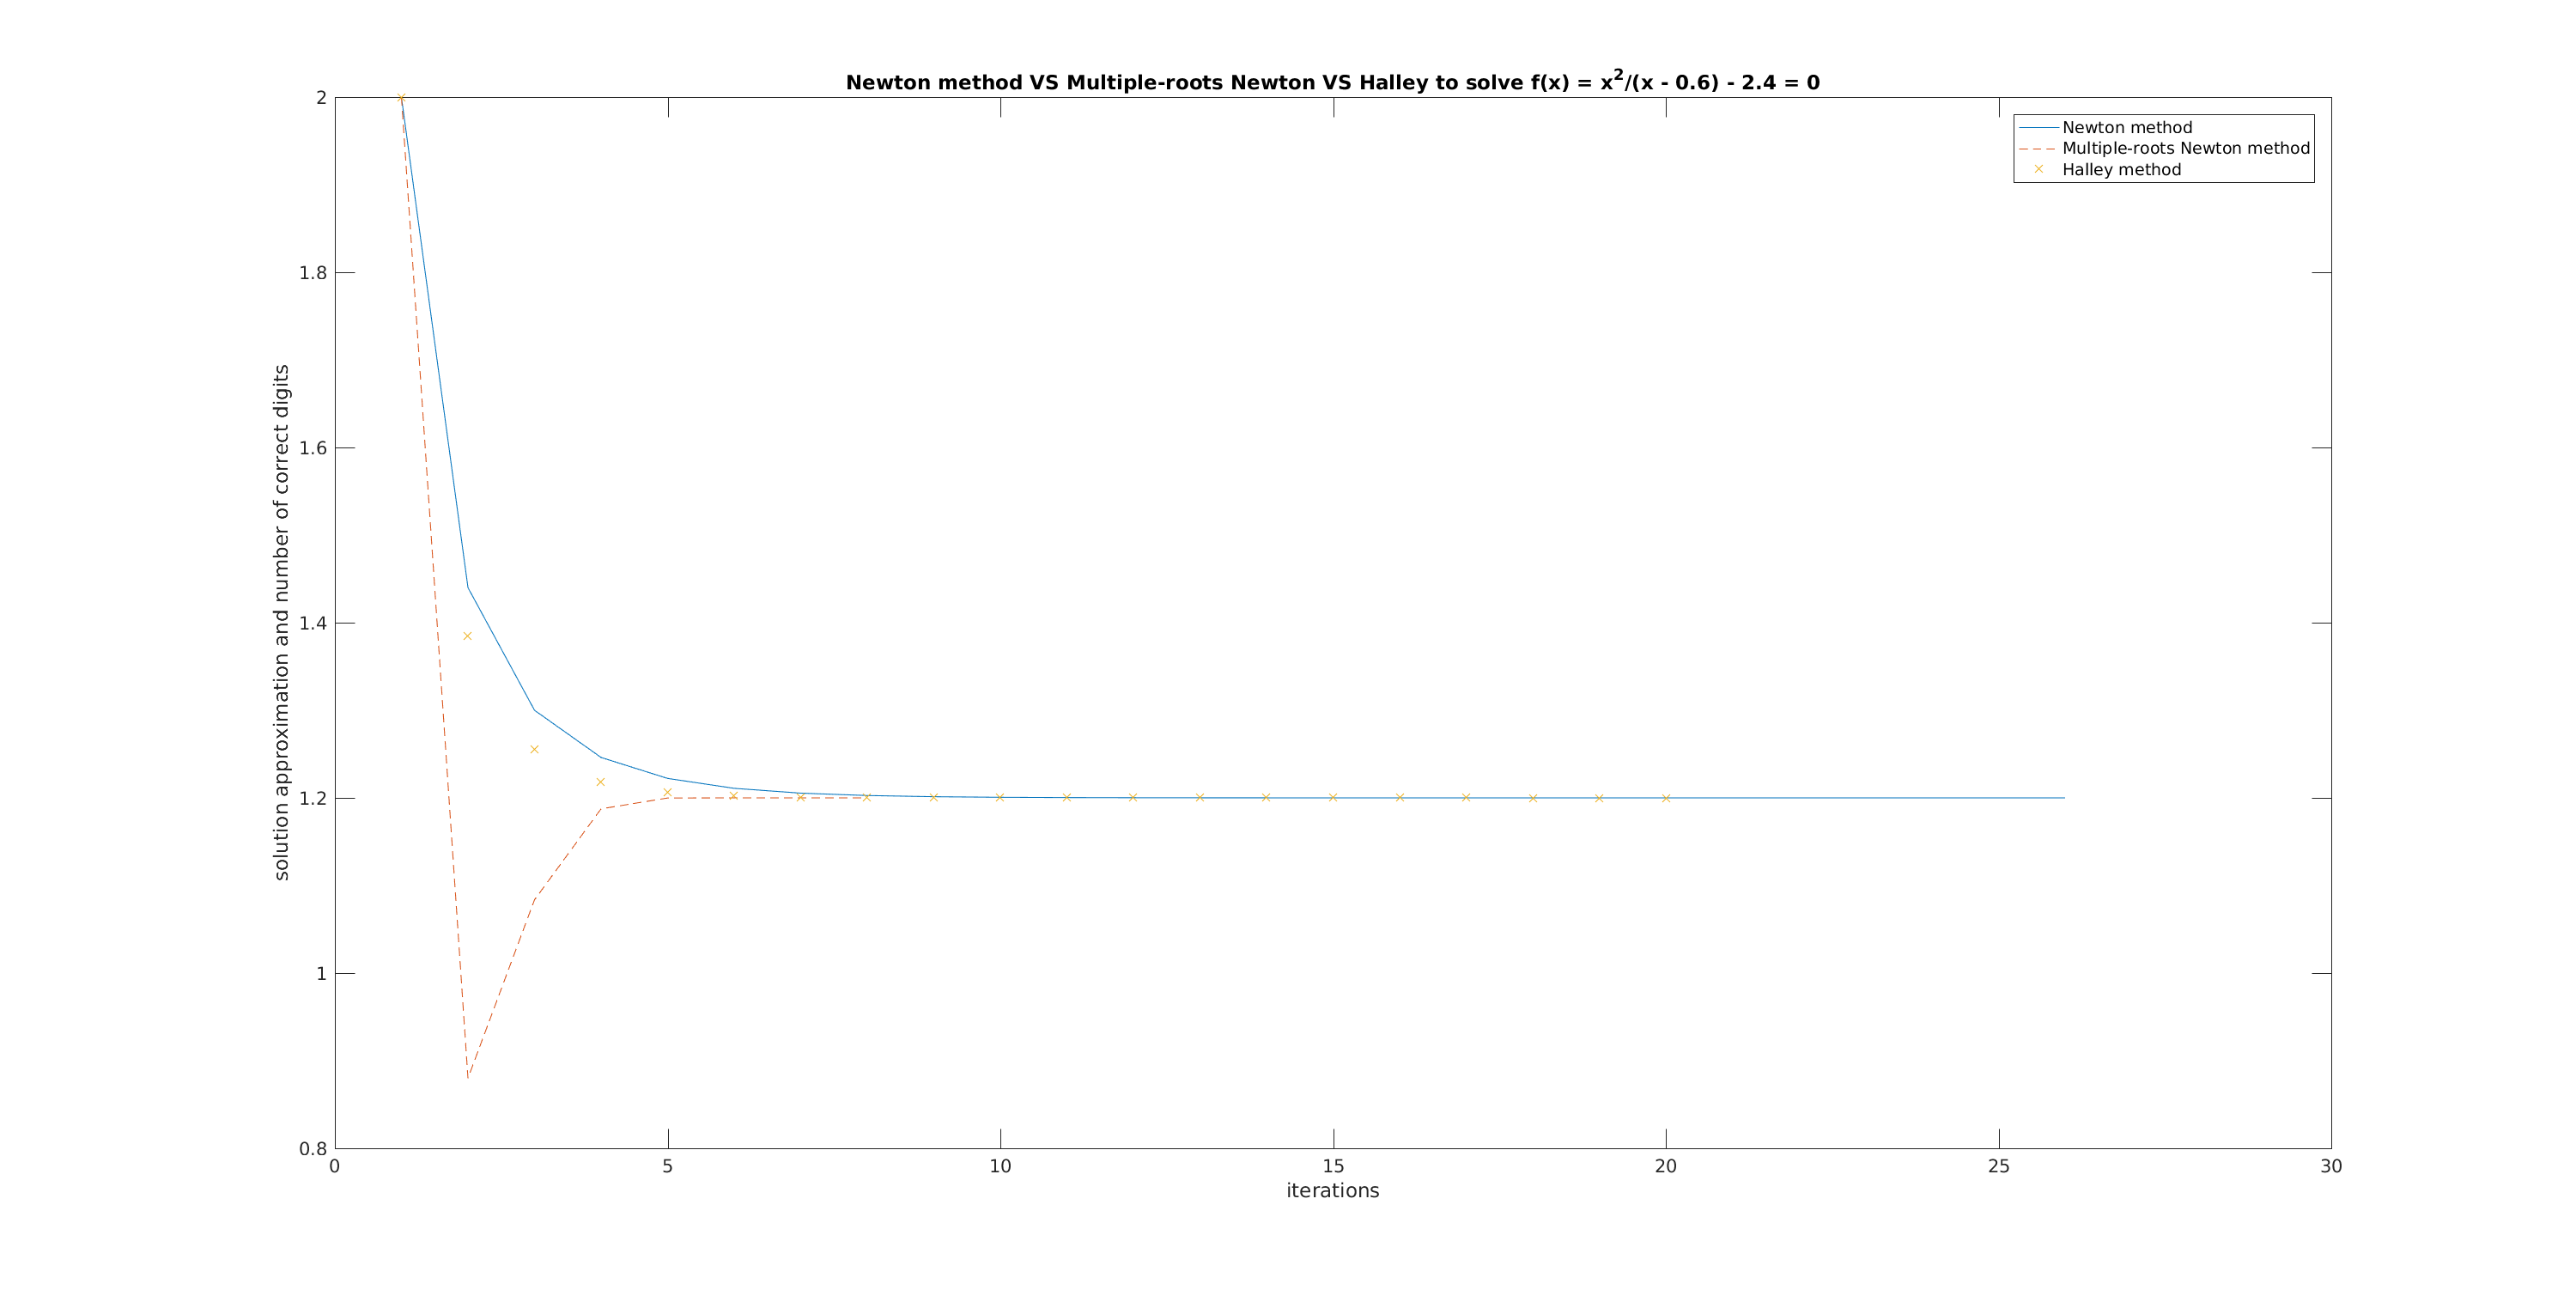 Newton method VS Multiple-roots Newton VS Halley to solve f(x) = x²/(x - 0.6) - 2.4 = 0
Newton method
Multiple-roots Newton method
Halley method
solution approximation and number of correct digits
2
1.8
1.6
1.4
1.2
1
0.8
0 5 10 15 20 25 30
iterations